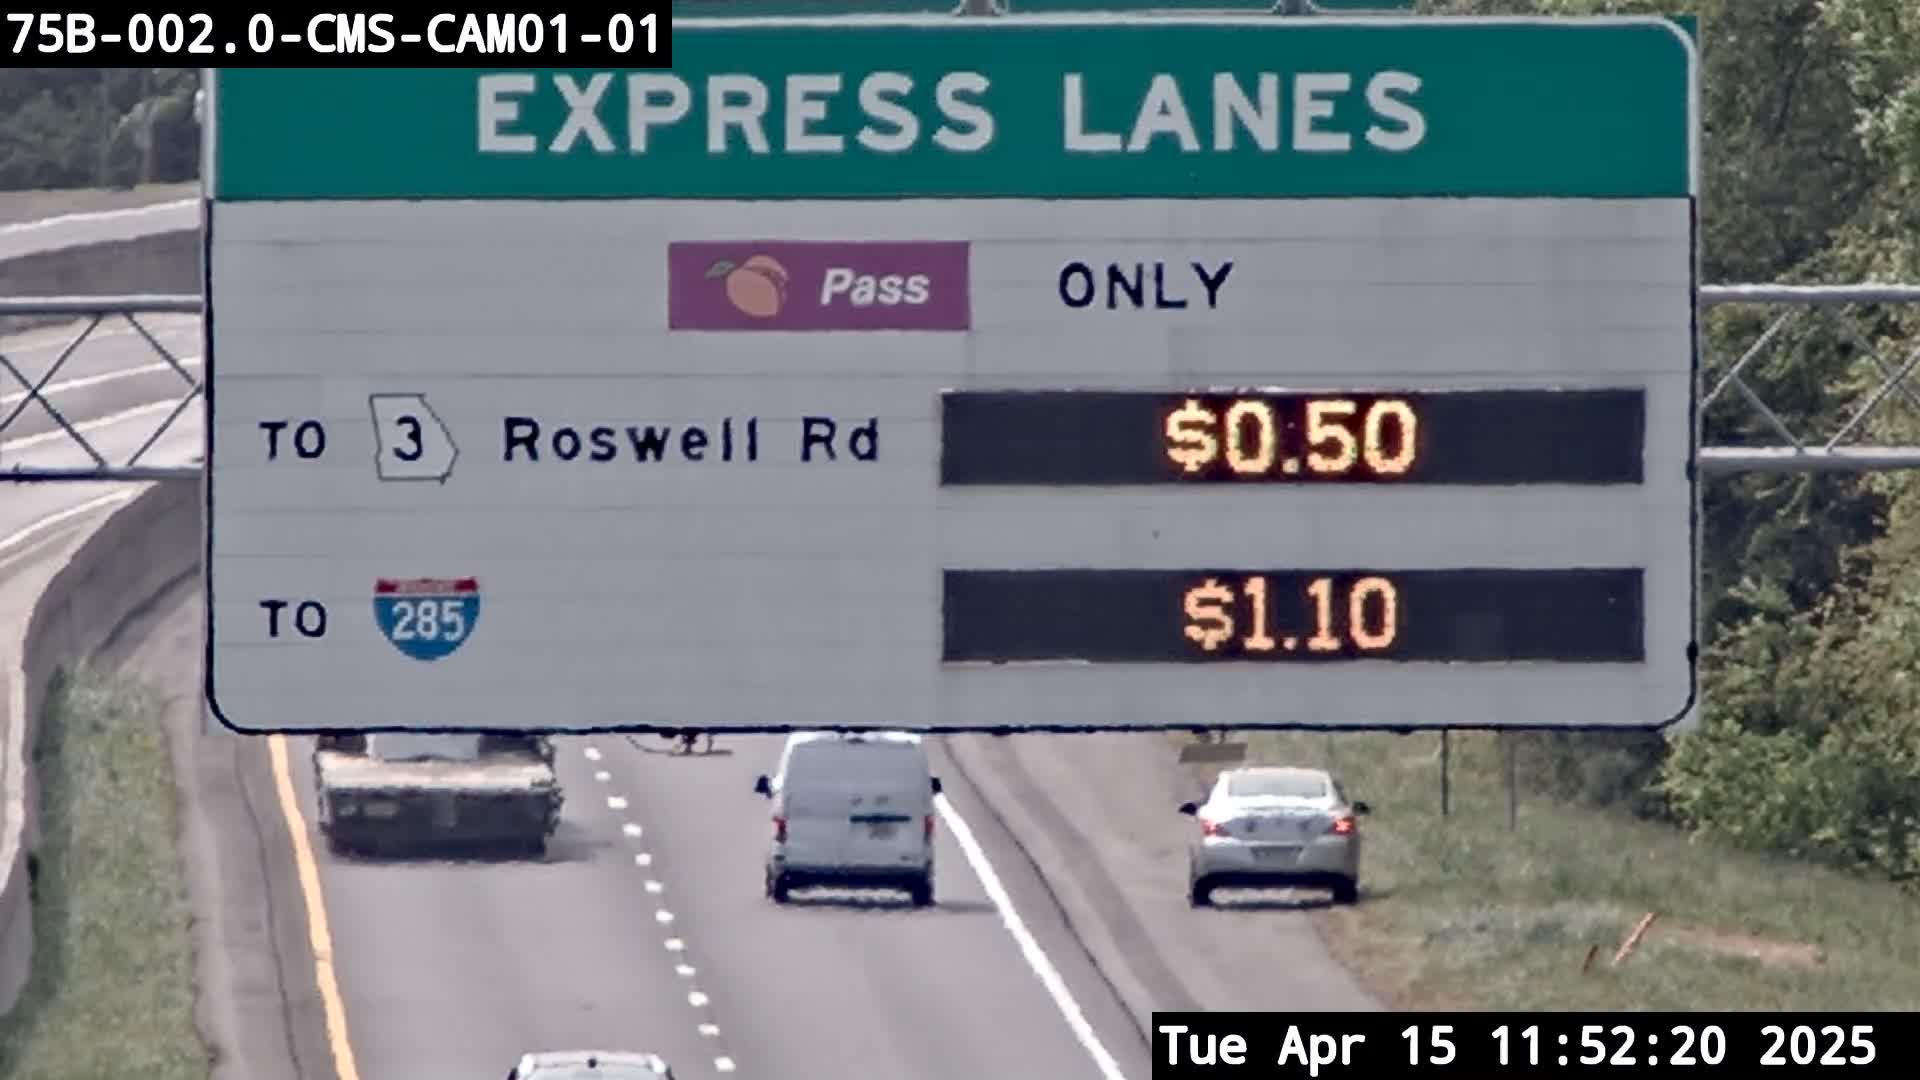 75B-002.0-CMS-CAM01-01
EXPRESS LANES
Pass ONLY
TO 3 Roswell Rd $0.50
TO 285 $1.10
Tue Apr 15 11:52:20 2025